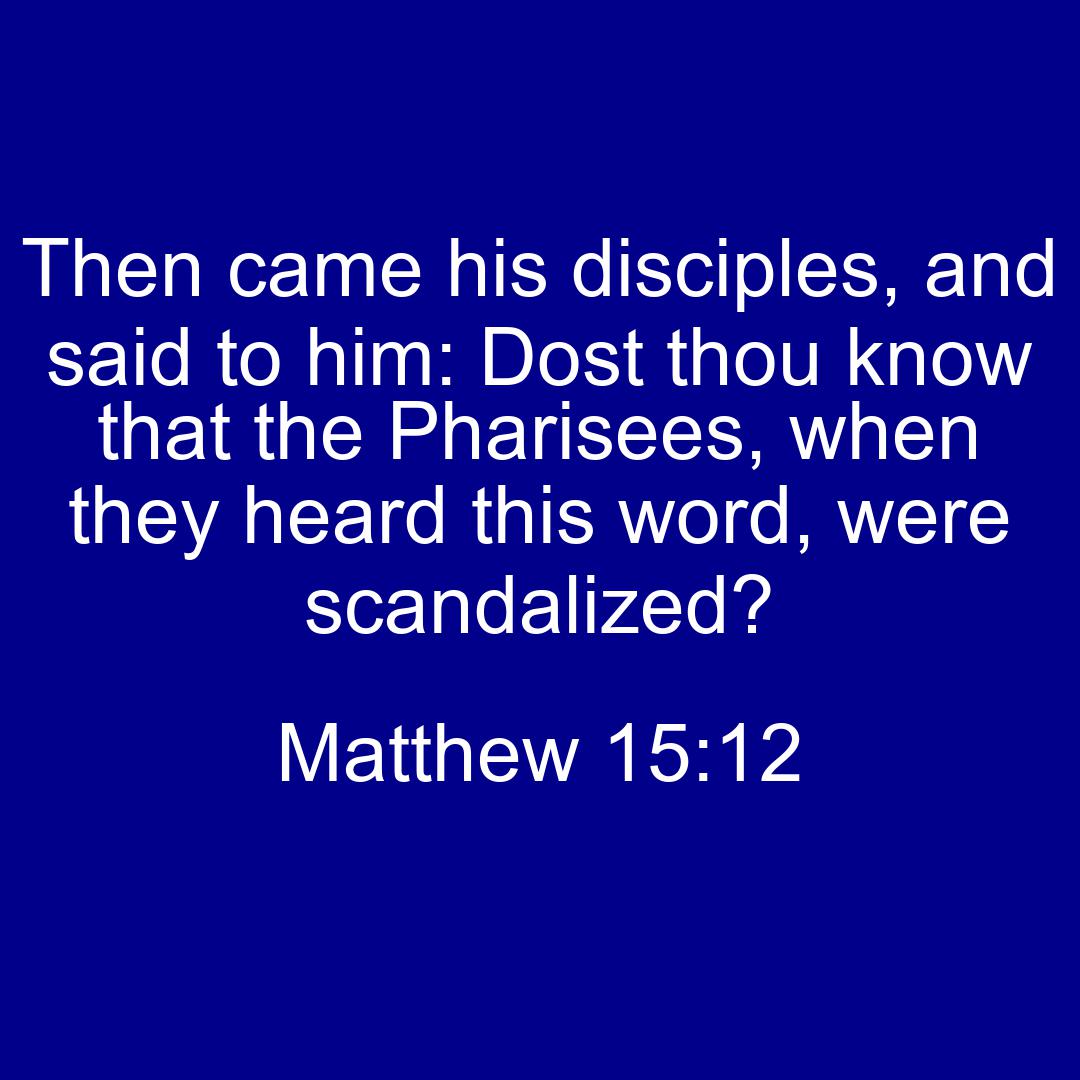 Then came his disciples, and
said to him: Dost thou know
that the Pharisees, when
they heard this word, were
scandalized?
Matthew 15:12